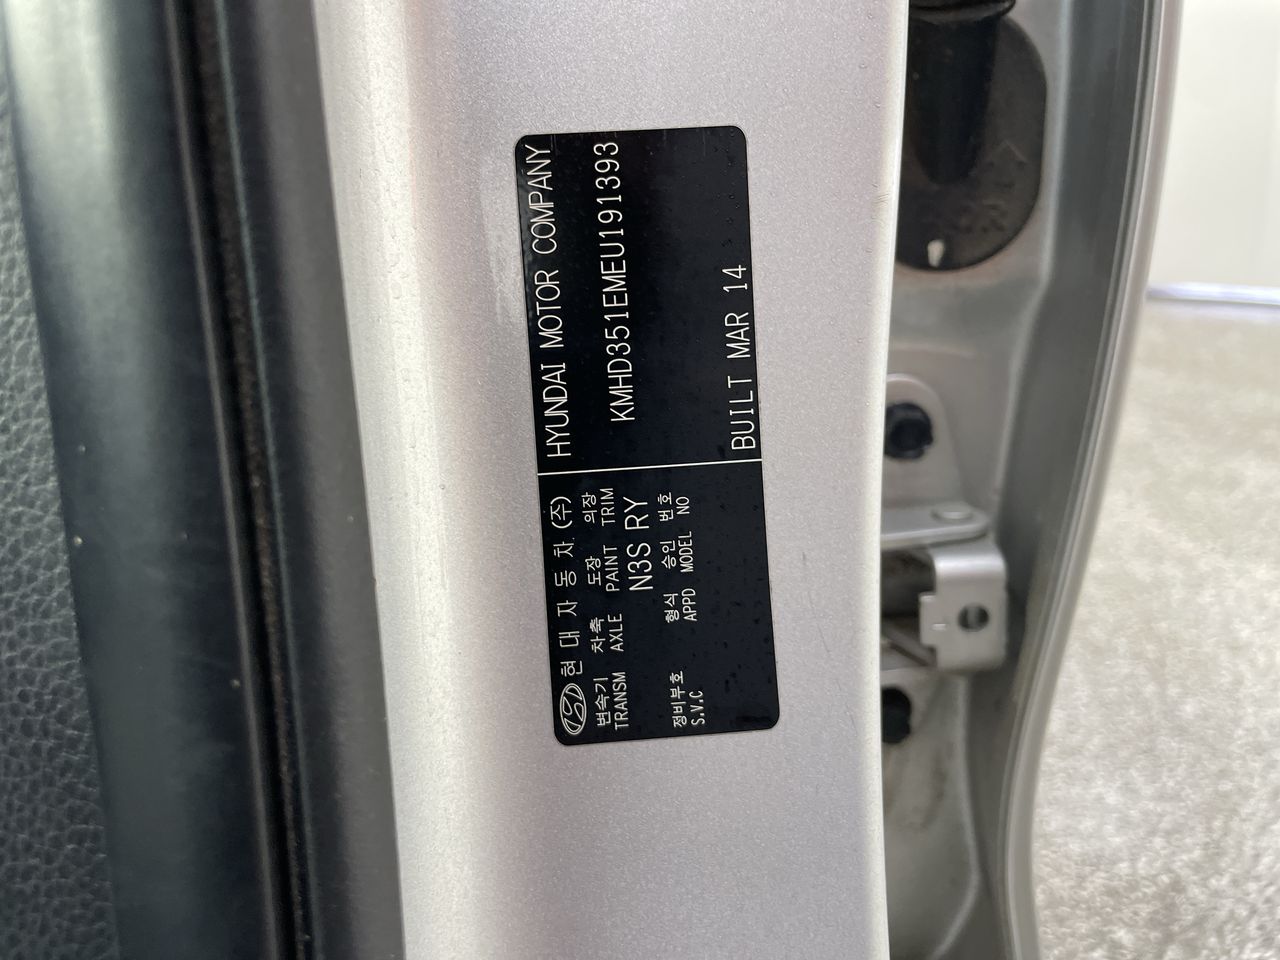 현 대 자 동 차 (주)
변속기 차축 도장 의장
TRANSM AXLE PAINT TRIM
N3S RY
형식 승인 번호
정비부호 APPD MODEL NO
S.V.C
HYUNDAI MOTOR COMPANY
KMHD351EMEU191393
BUILT MAR 14